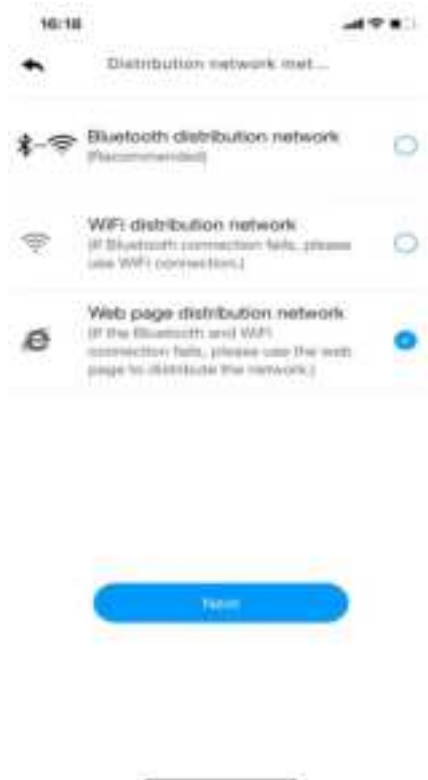 16:18
Distribution network met...
Bluetooth distribution network
(Recommended)
WiFi distribution network
(If Bluetooth connection fails, please
use WiFi connection.)
Web page distribution network
(If the Bluetooth and WiFi
connection fails, please use the web
page to distribute the network.)
Next